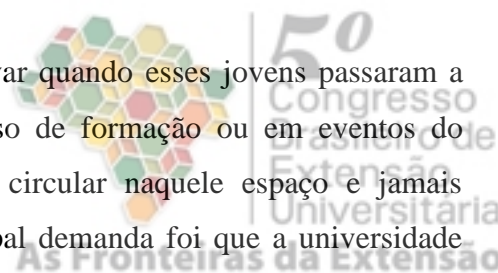 var quando esses jovens passaram a
so de formação ou em eventos do
circular naquele espaço e jamais
pal demanda foi que a universidade
5º
Congresso
Brasileiro de
Extensão
Universitária
As Fronteiras da Extensão